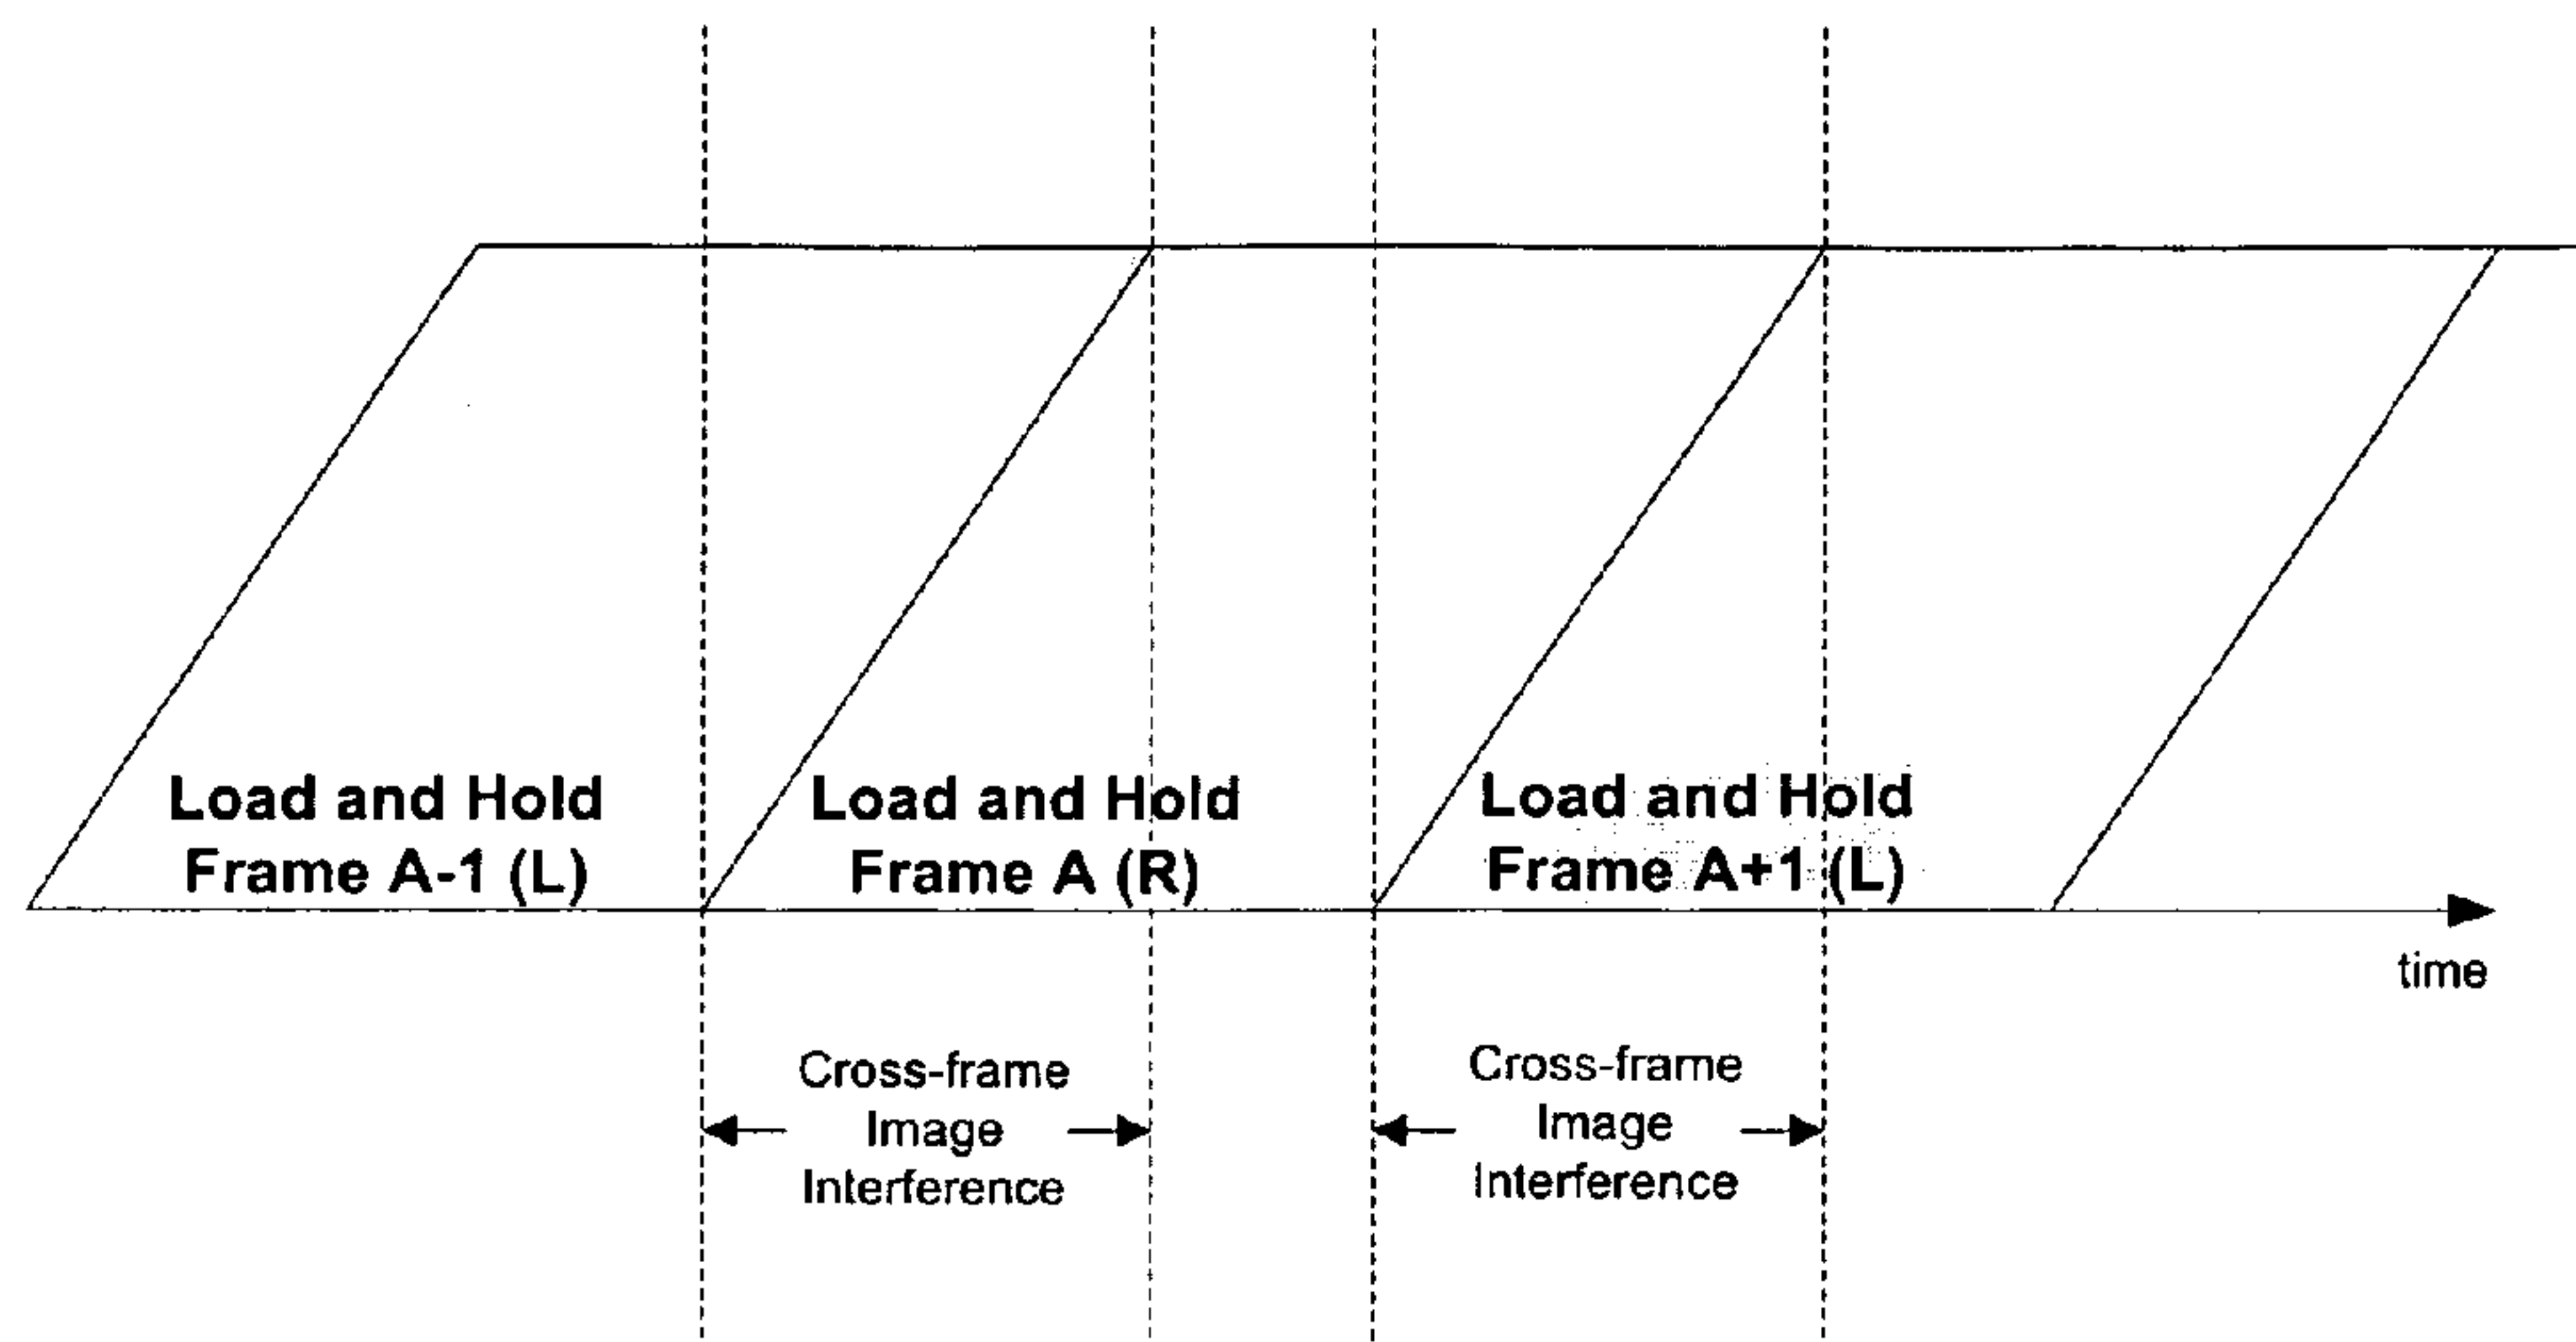 Load and Hold
Frame A-1 (L)
Load and Hold
Frame A (R)
Load and Hold
Frame A+1 (L)
time
Cross-frame
Image
Interference
Cross-frame
Image
Interference